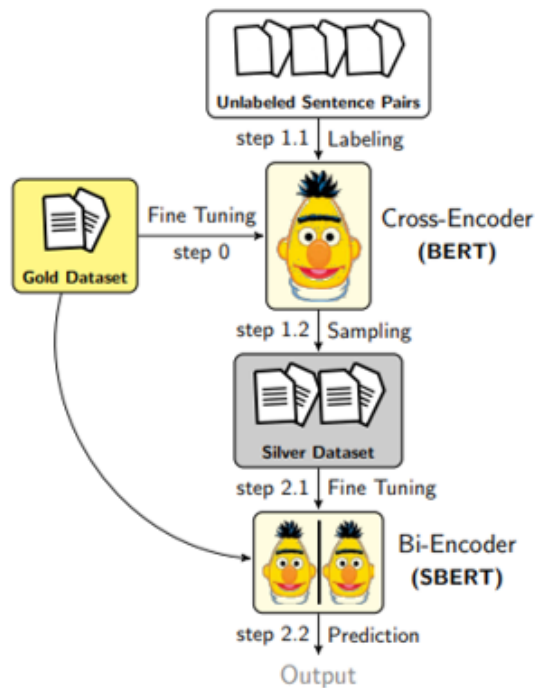 Unlabeled Sentence Pairs
step 1.1 Labeling
Gold Dataset
Fine Tuning
step 0
Cross-Encoder
(BERT)
step 1.2 Sampling
Silver Dataset
step 2.1 Fine Tuning
Bi-Encoder
(SBERT)
step 2.2 Prediction
Output